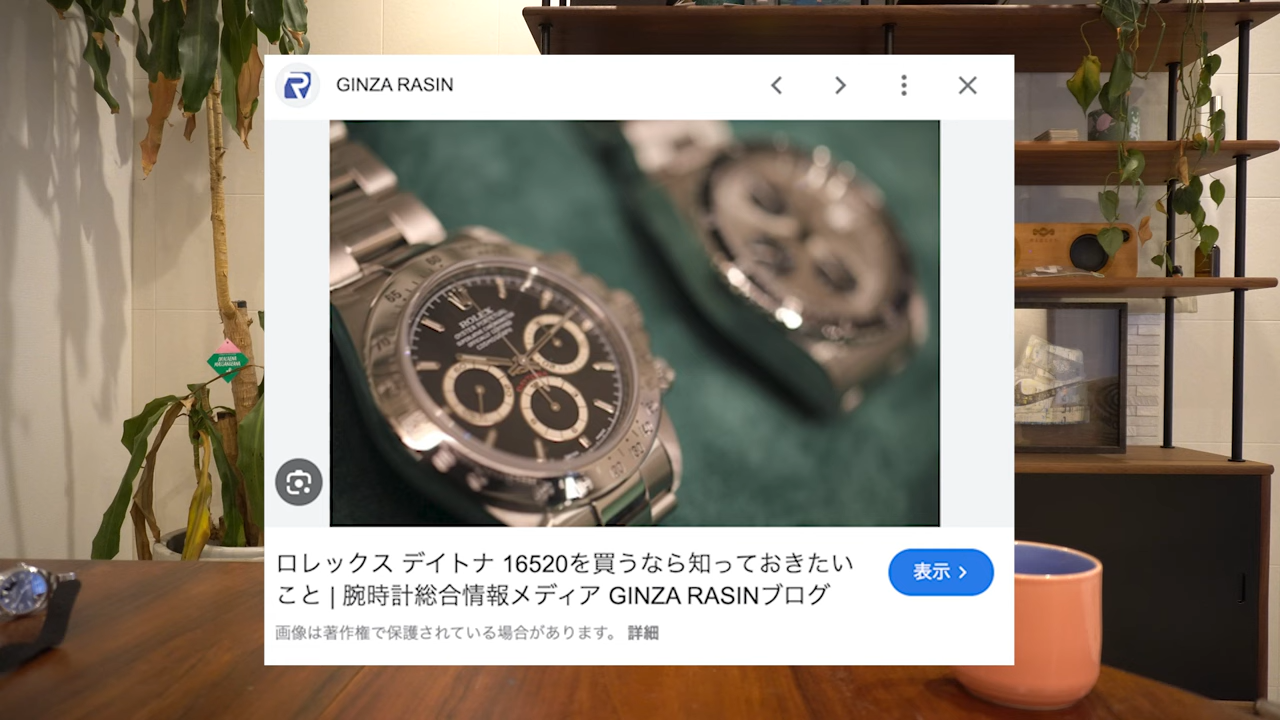 GINZA RASIN
ROLEX
60
65
70
ロレックス デイトナ 16520を買うなら知っておきたい
こと | 腕時計総合情報メディア GINZA RASINブログ
表示
画像は著作権で保護されている場合があります。 詳細